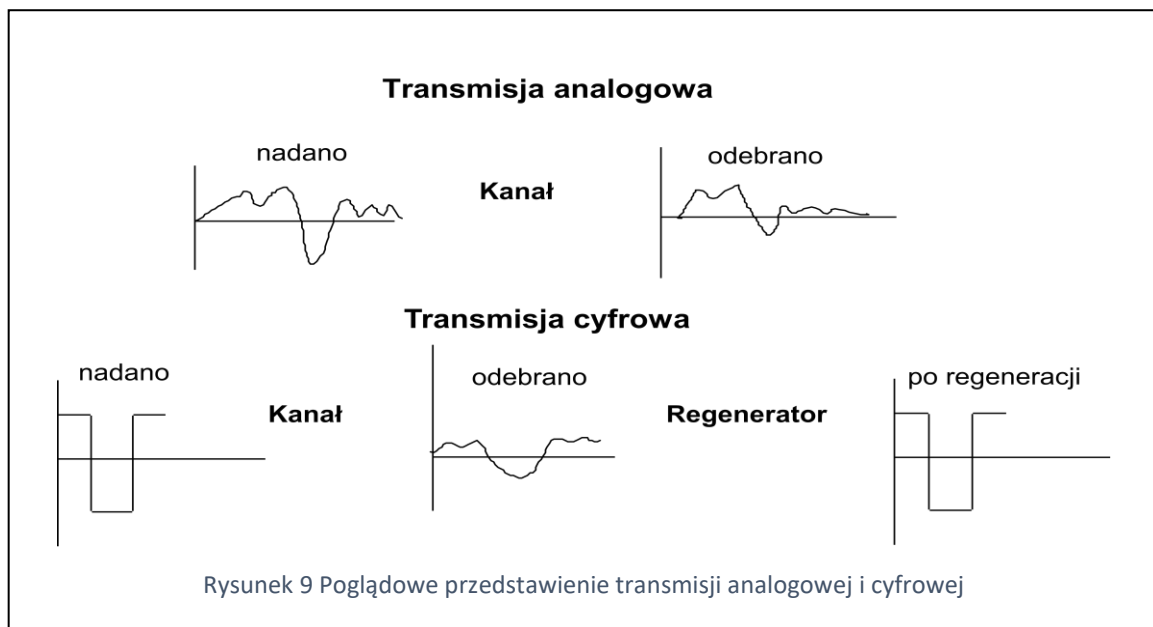 Transmisja analogowa
nadano
Kanał
odebrano
Transmisja cyfrowa
nadano
Kanał
odebrano
Regenerator
po regeneracji
Rysunek 9 Poglądowe przedstawienie transmisji analogowej i cyfrowej